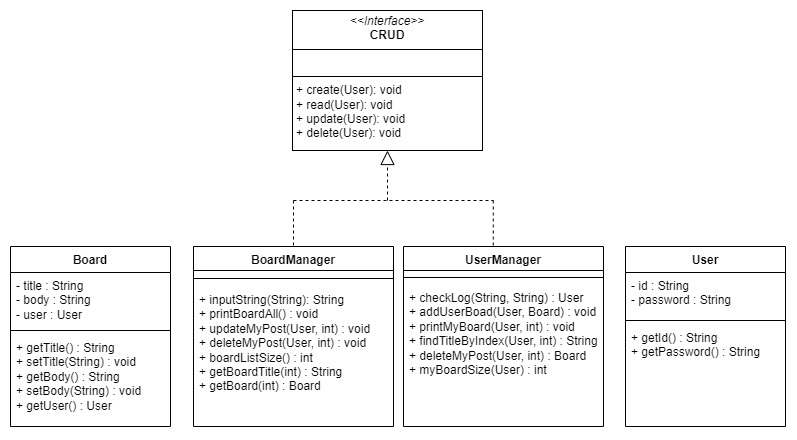 <<Interface>>
CRUD
+ create(User): void
+ read(User): void
+ update(User): void
+ delete(User): void
Board
- title : String
- body : String
- user : User
+ getTitle() : String
+ setTitle(String) : void
+ getBody() : String
+ setBody(String) : void
+ getUser() : User
BoardManager
+ inputString(String): String
+ printBoardAll() : void
+ updateMyPost(User, int) : void
+ deleteMyPost(User, int) : void
+ boardListSize() : int
+ getBoardTitle(int) : String
+ getBoard(int) : Board
UserManager
+ checkLog(String, String) : User
+ addUserBoad(User, Board) : void
+ printMyBoard(User, int) : void
+ findTitleByIndex(User, int) : String
+ deleteMyPost(User, int) : Board
+ myBoardSize(User) : int
User
- id : String
- password : String
+ getId() : String
+ getPassword() : String